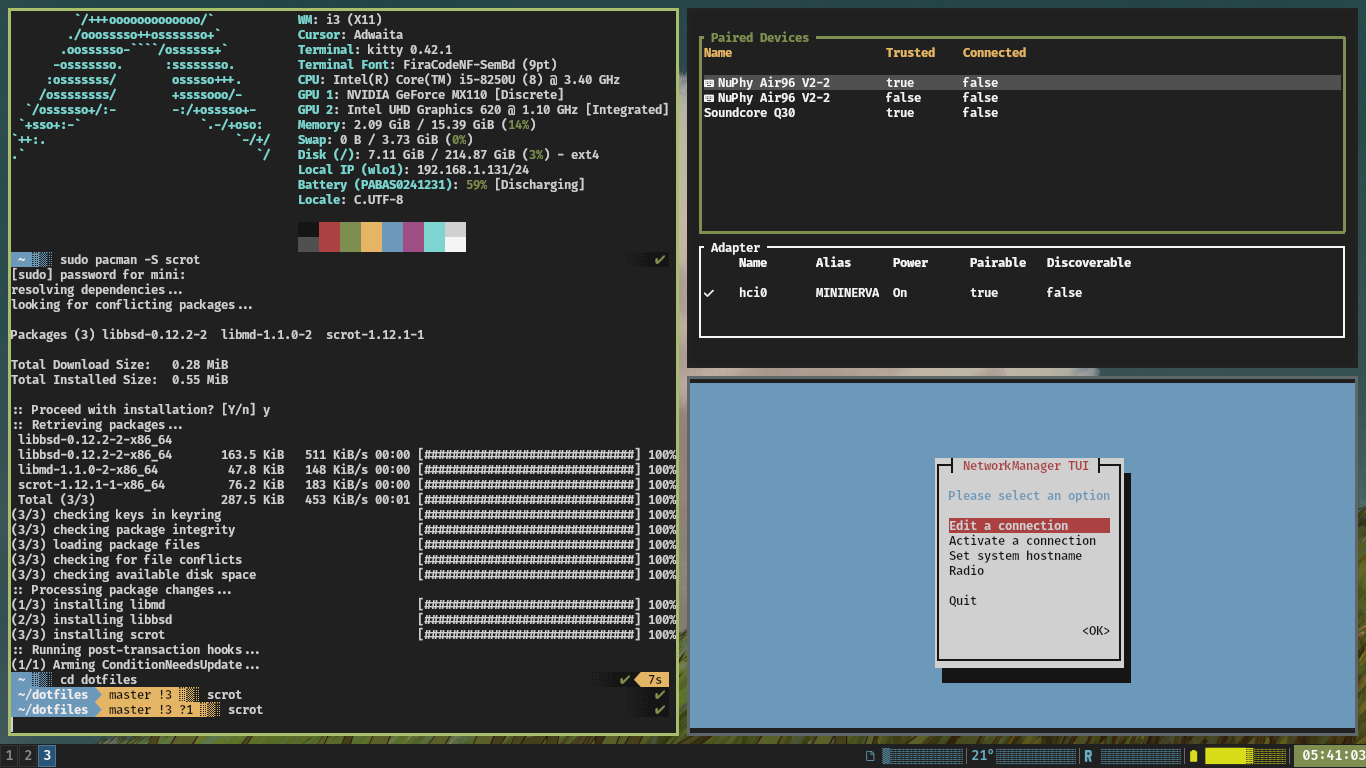 WM: i3 (X11)
Cursor: Adwaita
Terminal: kitty 0.42.1
Terminal Font: FiraCodeNF-SemBd (9pt)
CPU: Intel(R) Core(TM) i5-8250U (8) @ 3.40 GHz
GPU 1: NVIDIA GeForce MX110 [Discrete]
GPU 2: Intel UHD Graphics 620 @ 1.10 GHz [Integrated]
Memory: 2.09 GiB / 15.39 GiB (14%)
Swap: 0 B / 3.73 GiB (0%)
Disk (/): 7.11 GiB / 214.87 GiB (3%) - ext4
Local IP (wlo1): 192.168.1.131/24
Battery (PABAS0241231): 59% [Discharging]
Locale: C.UTF-8
~ sudo pacman -S scrot ✔
[sudo] password for mini:
resolving dependencies...
looking for conflicting packages...
Packages (3) libbsd-0.12.2-2  libmd-1.1.0-2  scrot-1.12.1-1
Total Download Size:   0.28 MiB
Total Installed Size:  0.55 MiB
:: Proceed with installation? [Y/n] y
:: Retrieving packages...
libbsd-0.12.2-2-x86_64
libbsd-0.12.2-2-x86_64 163.5 KiB 511 KiB/s 00:00 [##############################] 100%
libmd-1.1.0-2-x86_64 47.8 KiB 148 KiB/s 00:00 [##############################] 100%
scrot-1.12.1-1-x86_64 76.2 KiB 183 KiB/s 00:00 [##############################] 100%
Total (3/3) 287.5 KiB 453 KiB/s 00:01 [##############################] 100%
(3/3) checking keys in keyring [##############################] 100%
(3/3) checking package integrity [##############################] 100%
(3/3) loading package files [##############################] 100%
(3/3) checking for file conflicts [##############################] 100%
(3/3) checking available disk space [##############################] 100%
:: Processing package changes...
(1/3) installing libmd [##############################] 100%
(2/3) installing libbsd [##############################] 100%
(3/3) installing scrot [##############################] 100%
:: Running post-transaction hooks...
(1/1) Arming ConditionNeedsUpdate...
~ cd dotfiles ✔ 7s
~/dotfiles master !3 scrot ✔
~/dotfiles master !3 ?1 scrot ✔
Paired Devices
Name Trusted Connected
NuPhy Air96 V2-2 true false
NuPhy Air96 V2-2 false false
Soundcore Q30 true false
Adapter
Name Alias Power Pairable Discoverable
✓ hci0 MININERVA On true false
NetworkManager TUI
Please select an option
Edit a connection
Activate a connection
Set system hostname
Radio
Quit
<OK>
1 2 3
21° R 05:41:03